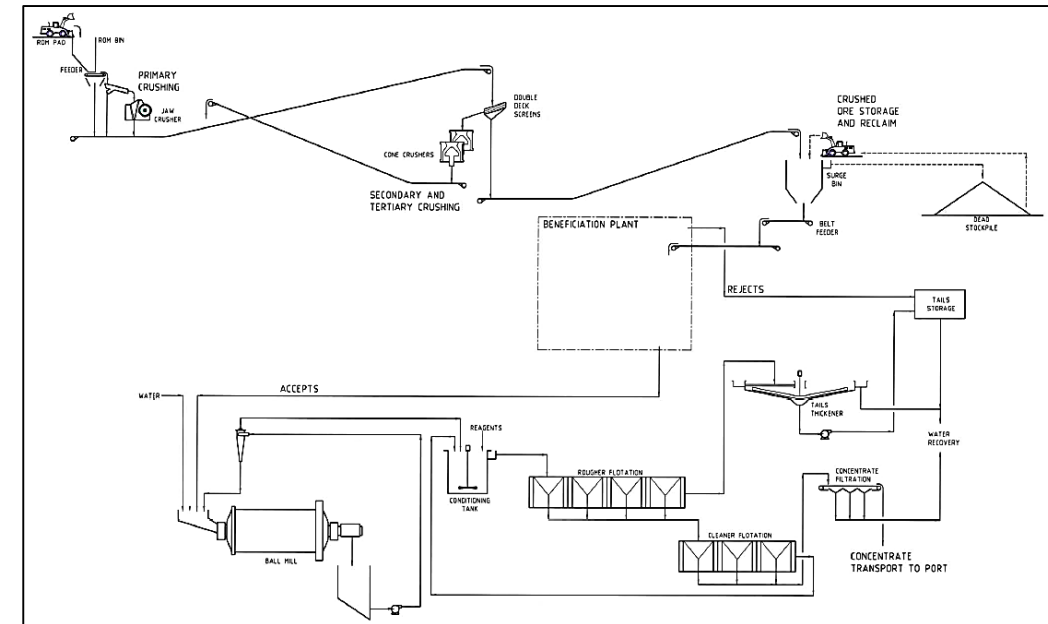 ROM PAD
ROM BIN
FEEDER
PRIMARY
CRUSHING
JAW
CRUSHER
DOUBLE
DECK
SCREENS
CONE CRUSHERS
SECONDARY AND
TERTIARY CRUSHING
CRUSHED
ORE STORAGE
AND RECLAIM
SURGE
BIN
DEAD
STOCKPILE
BELT
FEEDER
BENEFICIATION PLANT
REJECTS
TAILS
STORAGE
ACCEPTS
WATER
TAILS
THICKENER
REAGENTS
WATER
RECOVERY
ROUGHER FLOTATION
CONCENTRATE
FILTRATION
CONDITIONING
TANK
CLEANER FLOTATION
BALL MILL
CONCENTRATE
TRANSPORT TO PORT